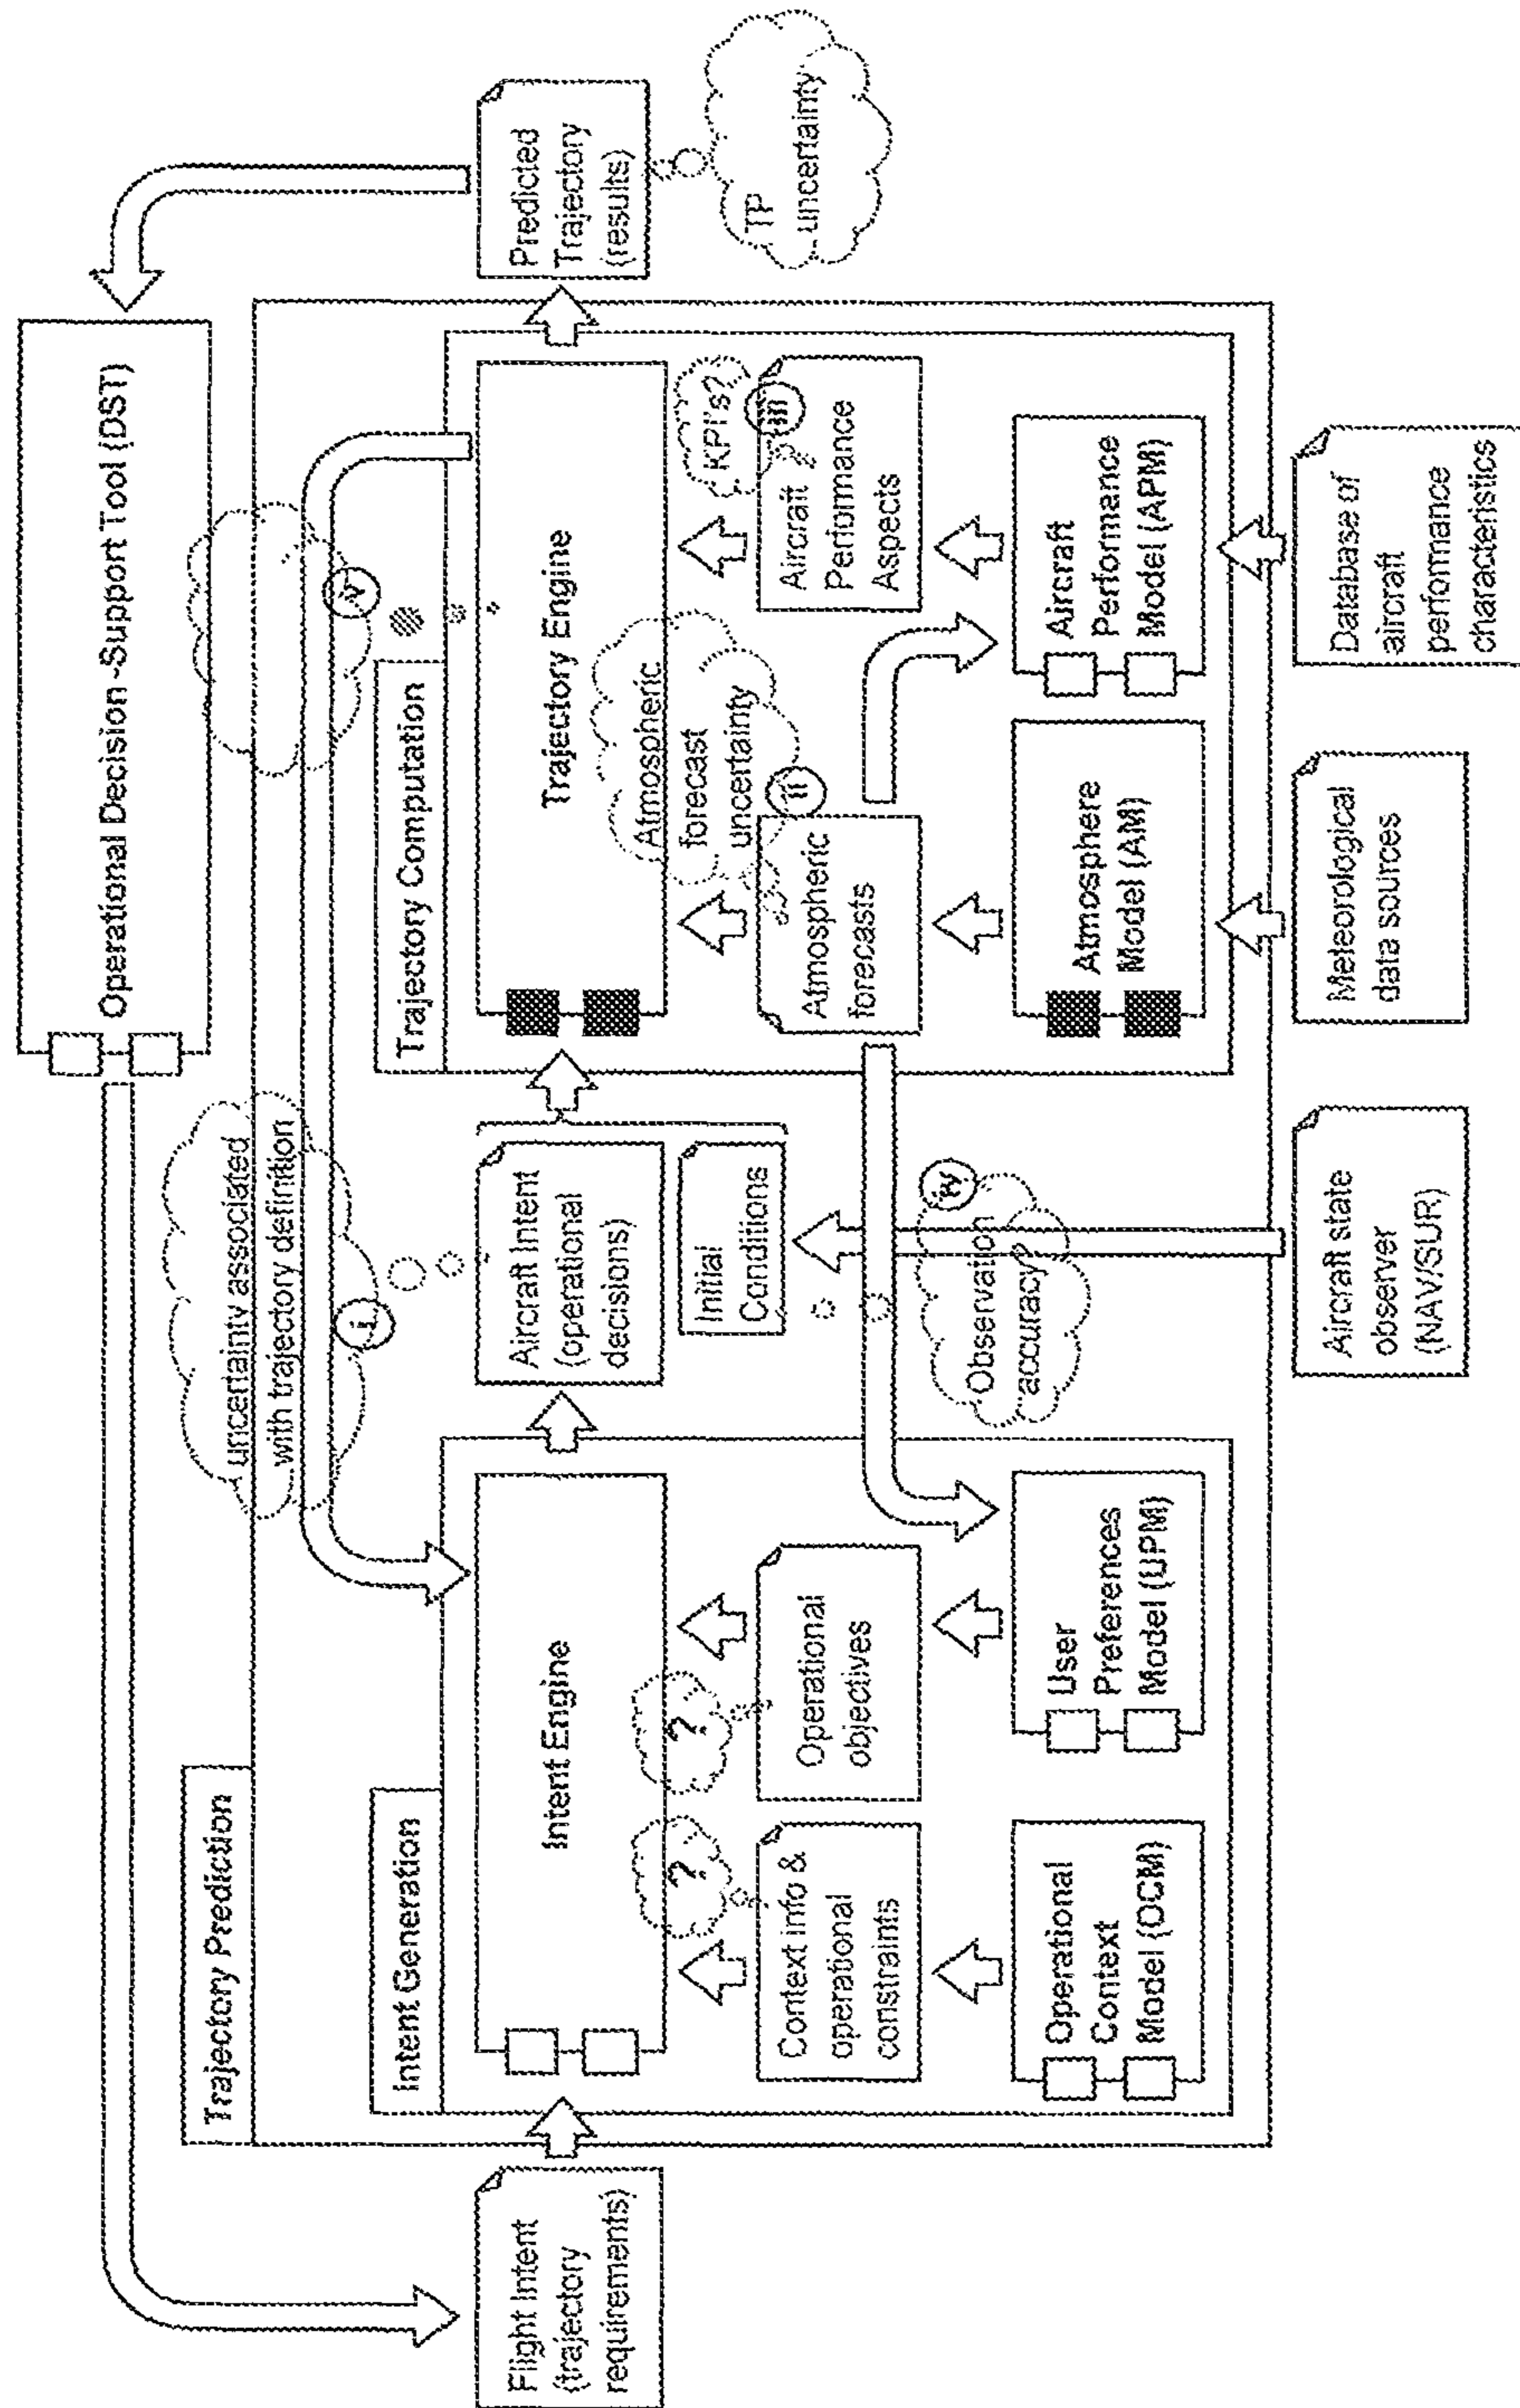 Operational Decision -Support Tool (DST)
Trajectory Prediction
uncertainty associated
with trajectory definition
i
v
Intent Generation
Trajectory Computation
Flight Intent
(trajectory
requirements)
Intent Engine
Aircraft Intent
(operational
decisions)
Trajectory Engine
Predicted
Trajectory
(results)
TP
uncertainty
?
?
Initial
Conditions
Atmospheric
forecast
uncertainty
ii
KPI's?
iii
Context info &
operational
constraints
Operational
objectives
Atmospheric
forecasts
Aircraft
Performance
Aspects
iv
Observation
accuracy?
Operational
Context
Model (OCM)
User
Preferences
Model (UPM)
Atmosphere
Model (AM)
Aircraft
Performance
Model (APM)
Aircraft state
observer
(NAV/SUR)
Meteorological
data sources
Database of
aircraft
performance
characteristics